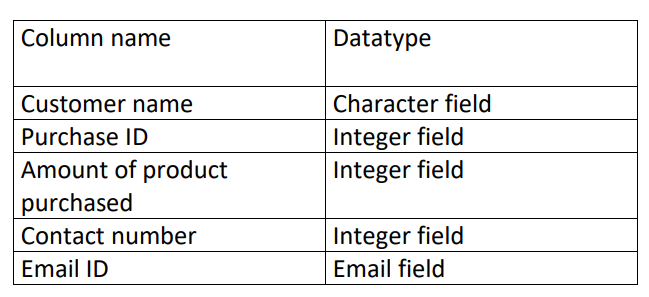 Column name Datatype
Customer name Character field
Purchase ID Integer field
Amount of product Integer field
purchased
Contact number Integer field
Email ID Email field